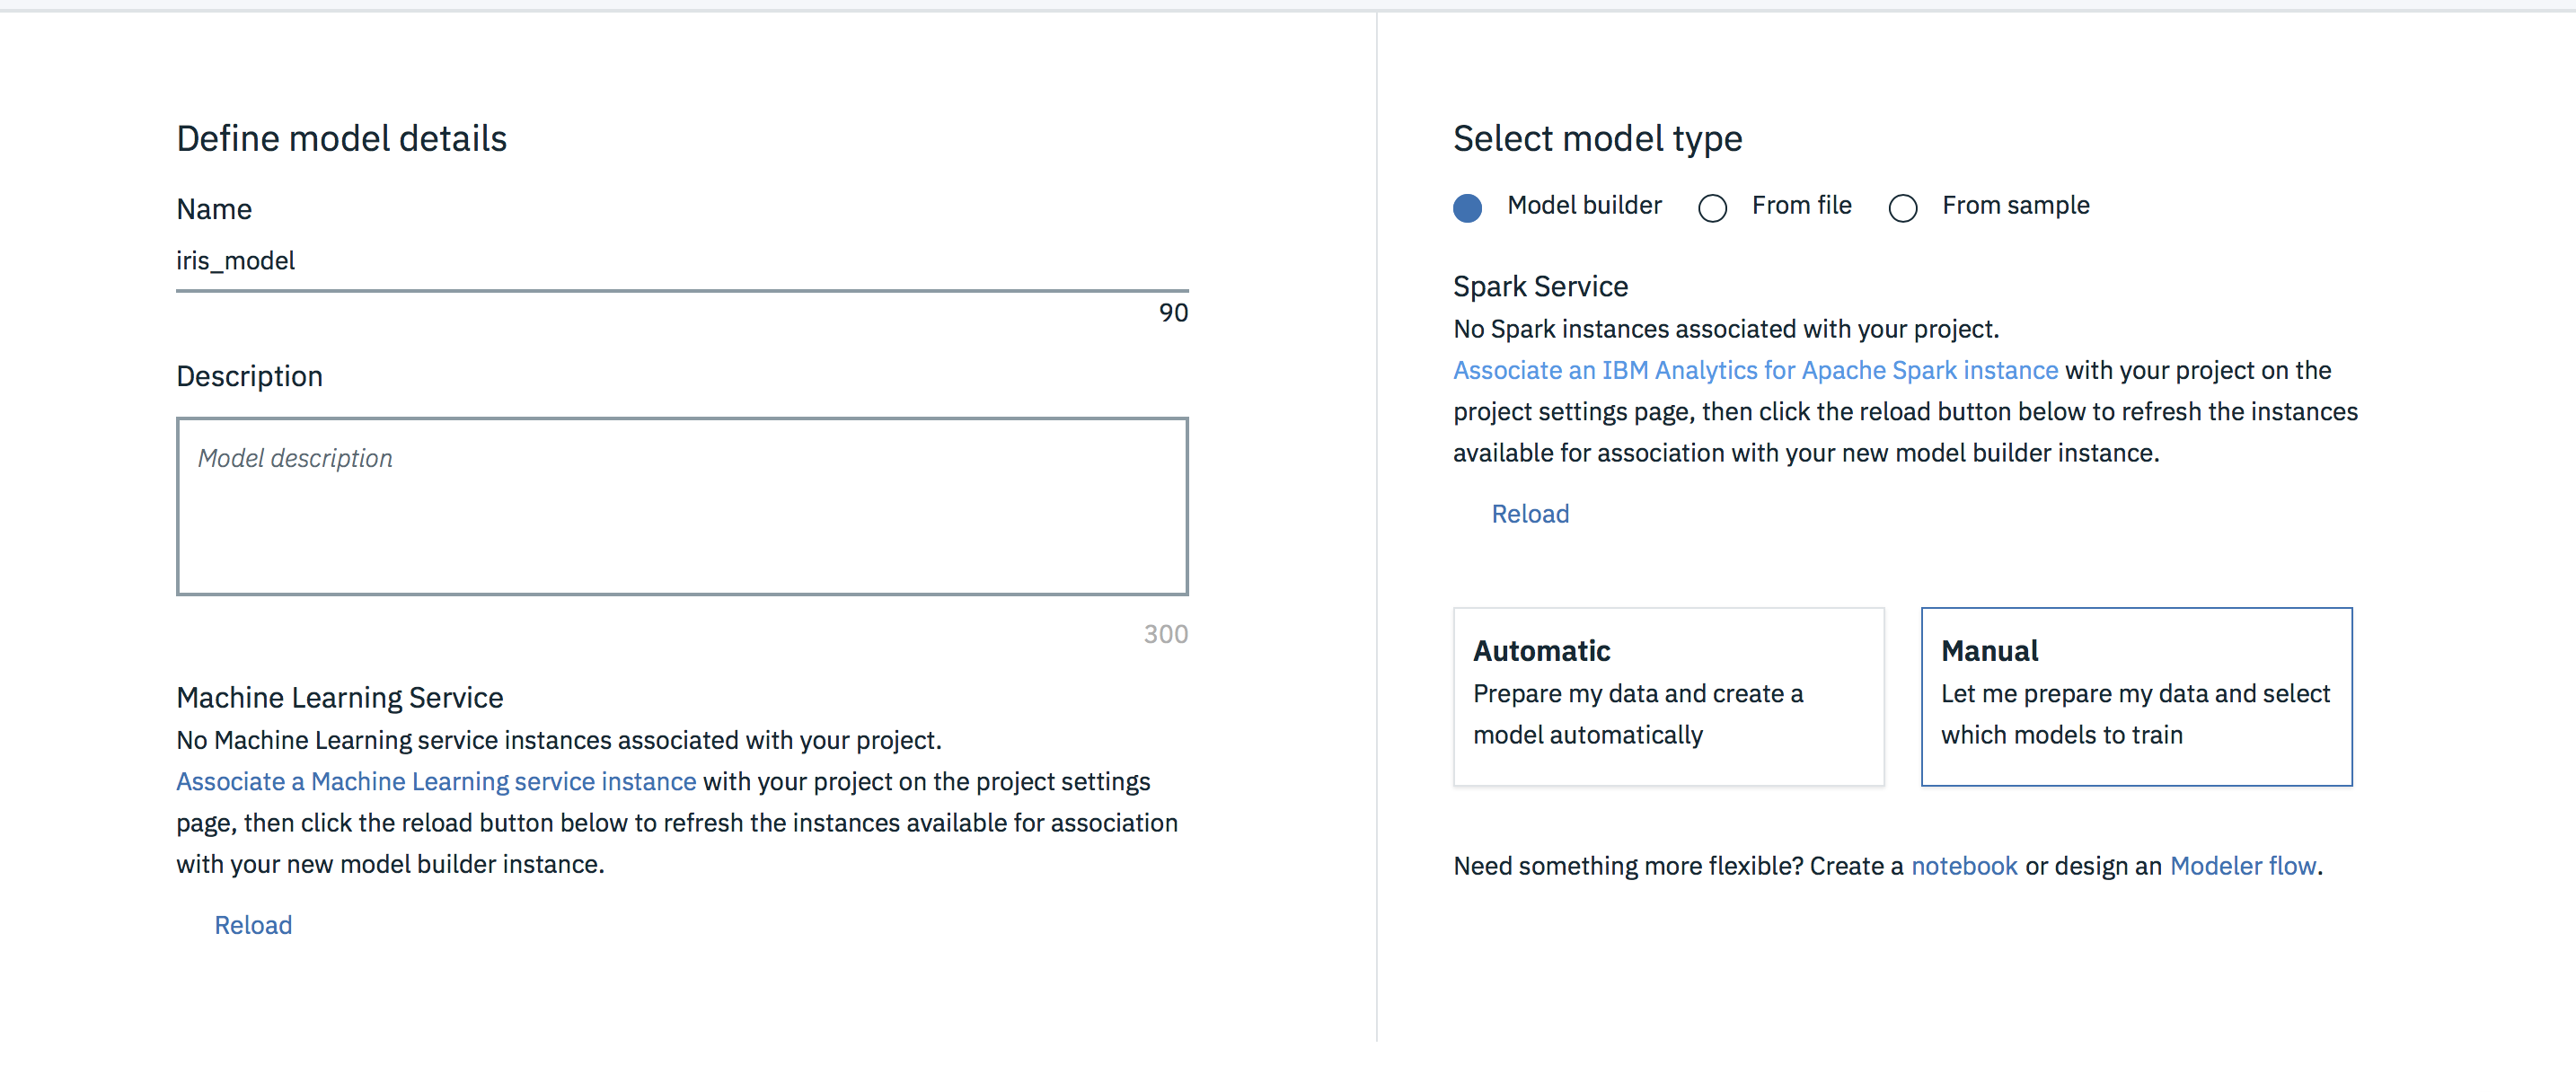 Define model details
Name
iris_model
90
Description
Model description
300
Machine Learning Service
No Machine Learning service instances associated with your project.
Associate a Machine Learning service instance with your project on the project settings
page, then click the reload button below to refresh the instances available for association
with your new model builder instance.
Reload
Select model type
Model builder From file From sample
Spark Service
No Spark instances associated with your project.
Associate an IBM Analytics for Apache Spark instance with your project on the
project settings page, then click the reload button below to refresh the instances
available for association with your new model builder instance.
Reload
Automatic
Prepare my data and create a
model automatically
Manual
Let me prepare my data and select
which models to train
Need something more flexible? Create a notebook or design an Modeler flow.